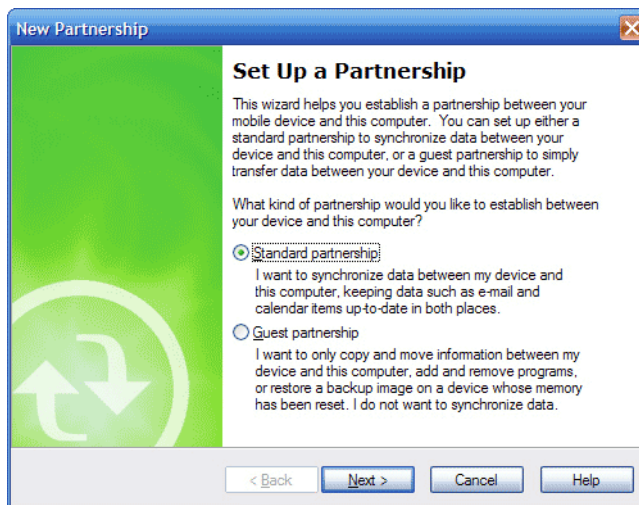 New Partnership
Set Up a Partnership
This wizard helps you establish a partnership between your
mobile device and this computer. You can set up either a
standard partnership to synchronize data between your
device and this computer, or a guest partnership to simply
transfer data between your device and this computer.
What kind of partnership would you like to establish between
your device and this computer?
Standard partnership
I want to synchronize data between my device and
this computer, keeping data such as e-mail and
calendar items up-to-date in both places.
Guest partnership
I want to only copy and move information between my
device and this computer, add and remove programs,
or restore a backup image on a device whose memory
has been reset. I do not want to synchronize data.
< Back Next > Cancel Help